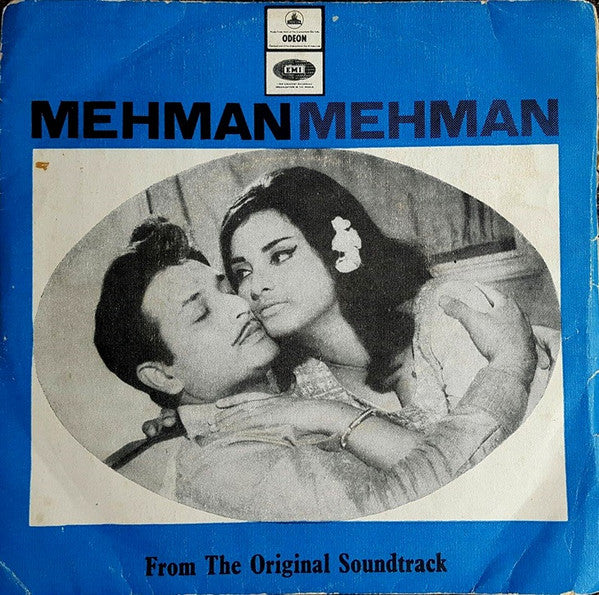 ODEON
EMI
MEHMAN MEHMAN
From The Original Soundtrack